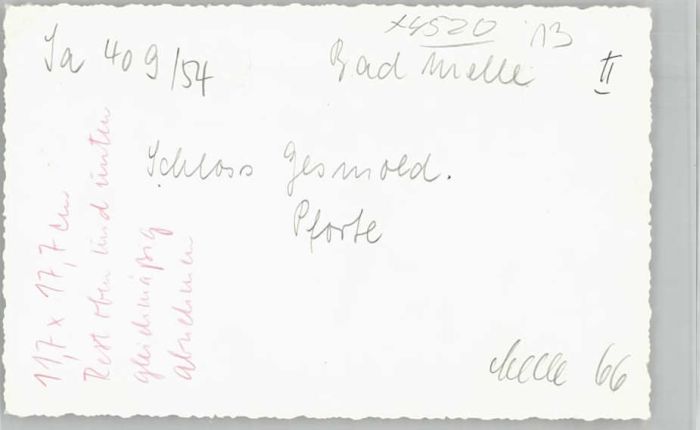 x4520 13
Ja 409/54 Bad Melle II
Schloss Gesmold.
Pforte
Melle 66
11,7 x 17,7 cm
Rest oben und unten
gleichmäßig
abnehmen